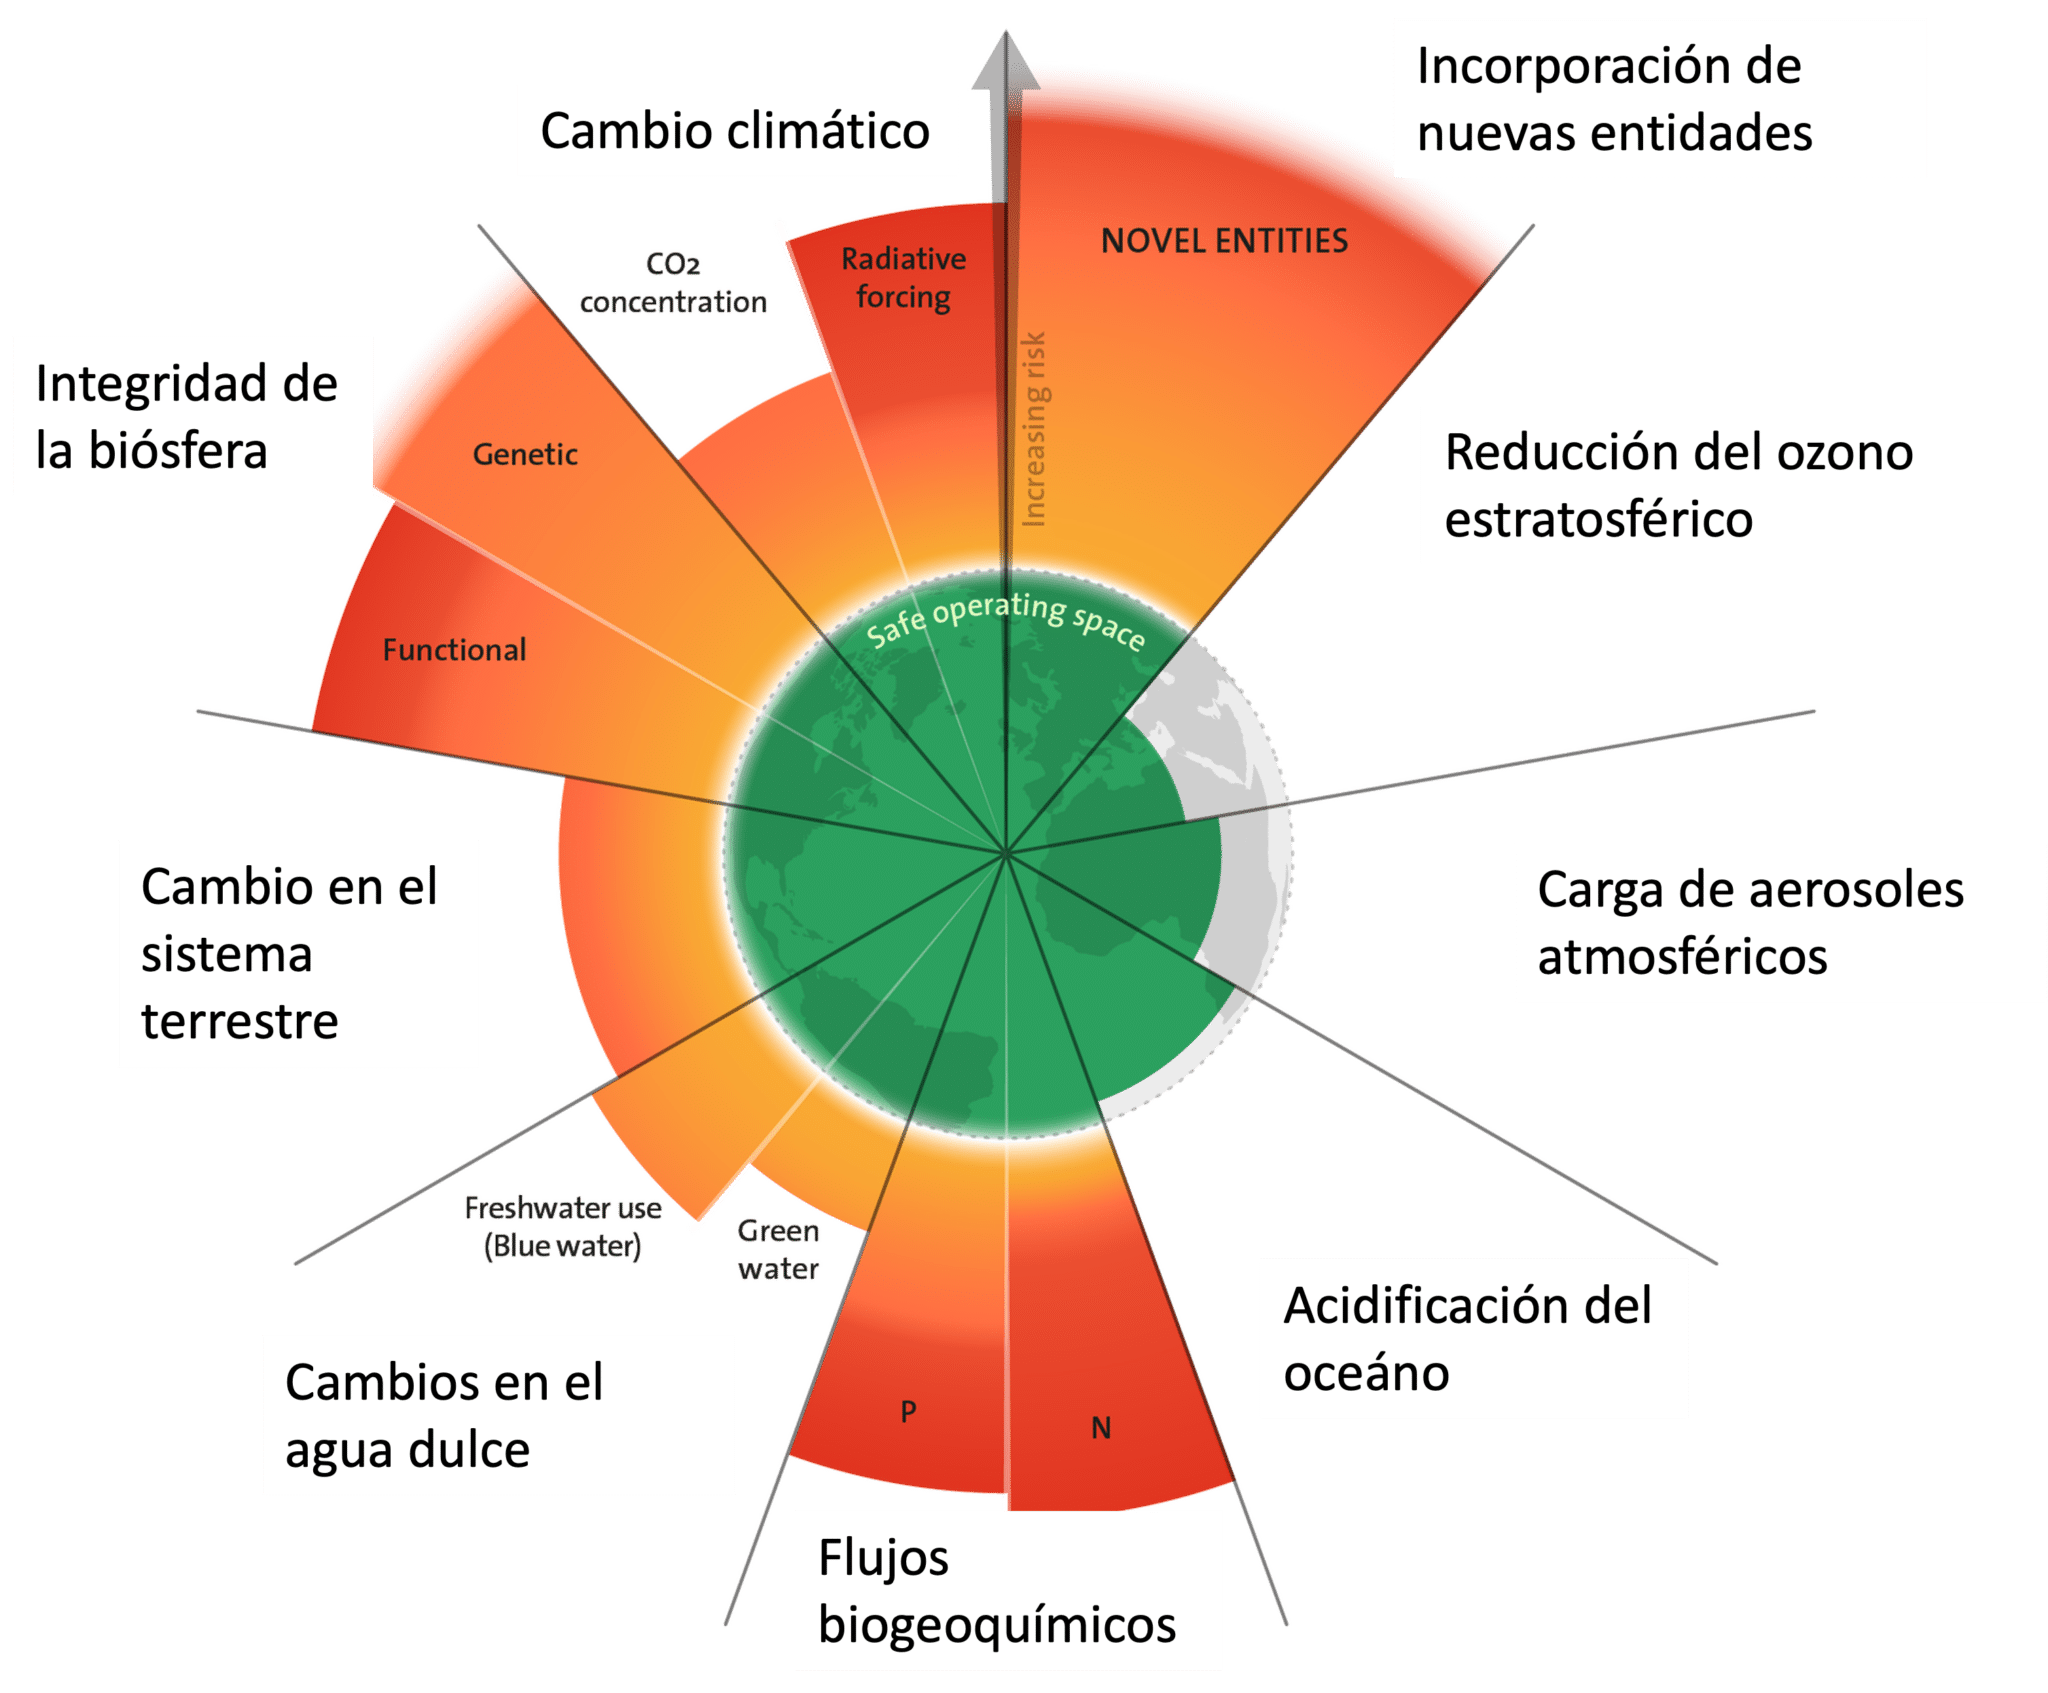 Incorporación de
nuevas entidades
Cambio climático
NOVEL ENTITIES
CO2
concentration
Radiative
forcing
Increasing risk
Integridad de
la biósfera
Genetic
Functional
Reducción del ozono
estratosférico
Safe operating space
Cambio en el
sistema
terrestre
Carga de aerosoles
atmosféricos
Freshwater use
(Blue water)
Green
water
Acidificación del
oceáno
Cambios en el
agua dulce
P
N
Flujos
biogeoquímicos